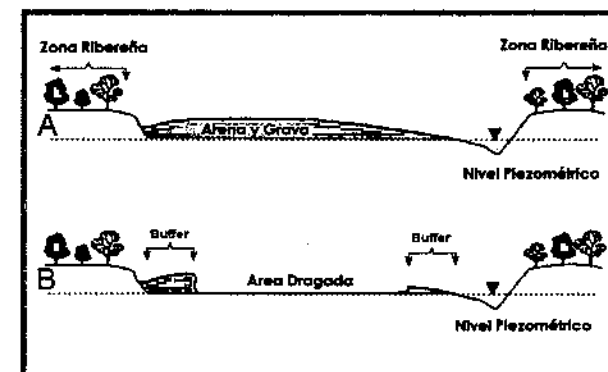 Zona Ribereña
Zona Ribereña
A
Arena y Grava
Nivel Piezométrico
Buffer
Buffer
B
Area Dragada
Nivel Piezométrico